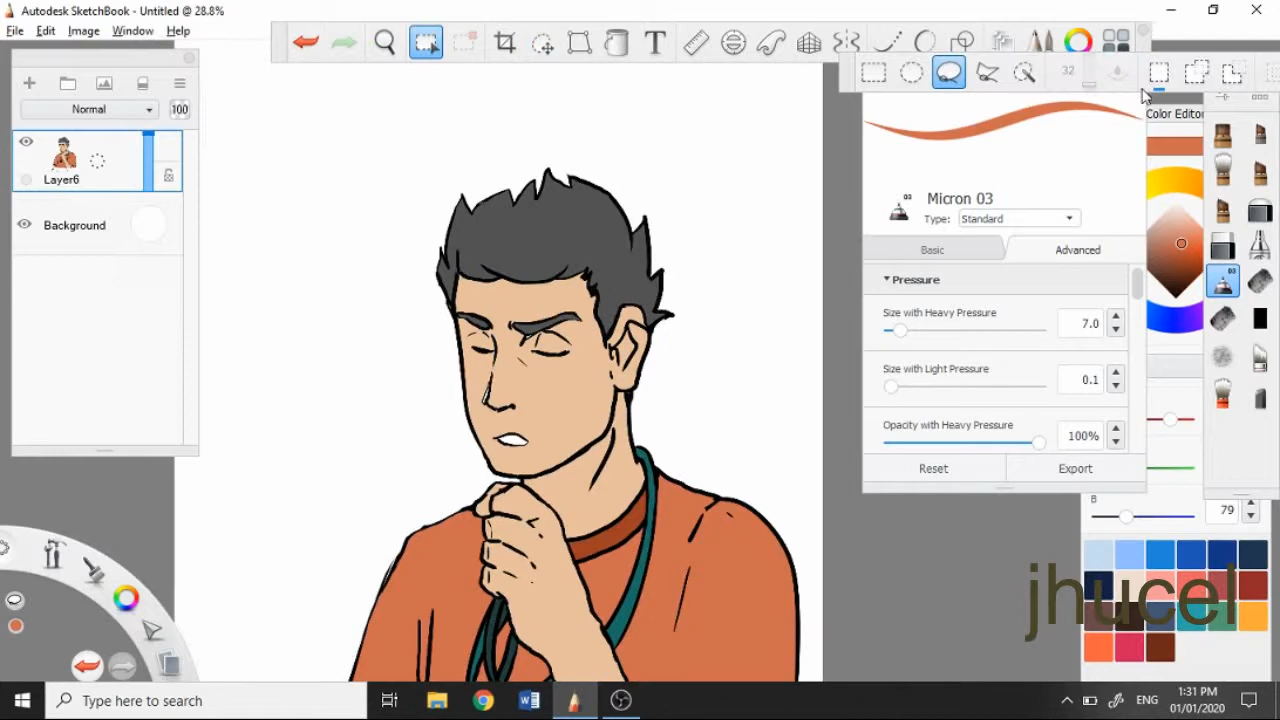 Autodesk SketchBook - Untitled @ 28.8%
File Edit Image Window Help
T
Normal
100
32
Layer6
Background
Color Editor
03
Micron 03
Type: Standard
Basic
Advanced
03
Pressure
Size with Heavy Pressure
7.0
Size with Light Pressure
0.1
Opacity with Heavy Pressure
100%
Reset
Export
B
79
jhucel
Type here to search
W
ENG
1:31 PM
01/01/2020